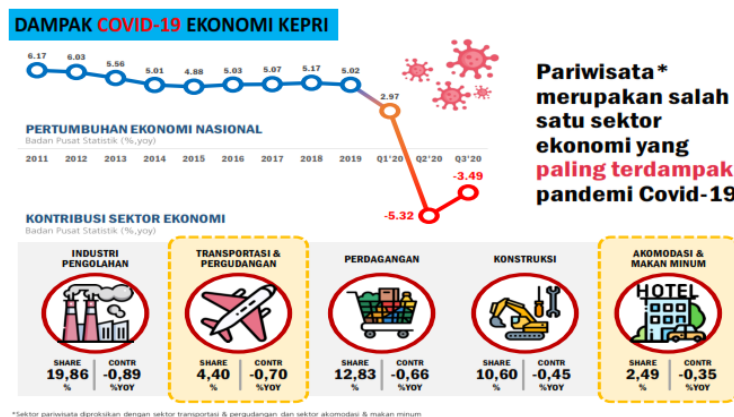 DAMPAK COVID-19 EKONOMI KEPRI
6.17 6.03 5.56 5.01 4.88 5.03 5.07 5.17 5.02 2.97
PERTUMBUHAN EKONOMI NASIONAL
Badan Pusat Statistik (%,yoy)
2011 2012 2013 2014 2015 2016 2017 2018 2019 Q1'20 Q2'20 Q3'20
-3.49
-5.32
Pariwisata*
merupakan salah
satu sektor
ekonomi yang
paling terdampak
pandemi Covid-19
KONTRIBUSI SEKTOR EKONOMI
Badan Pusat Statistik (%,yoy)
INDUSTRI
PENGOLAHAN
SHARE CONTR
19,86 -0,89
% %YOY
TRANSPORTASI &
PERGUDANGAN
SHARE CONTR
4,40 -0,70
% %YOY
PERDAGANGAN
SHARE CONTR
12,83 -0,66
% %YOY
KONSTRUKSI
SHARE CONTR
10,60 -0,45
% %YOY
AKOMODASI &
MAKAN MINUM
HOTEL
SHARE CONTR
2,49 -0,35
% %YOY
*Sektor pariwisata diproksikan dengan sektor transportasi & pergudangan dan sektor akomodasi & makan minum